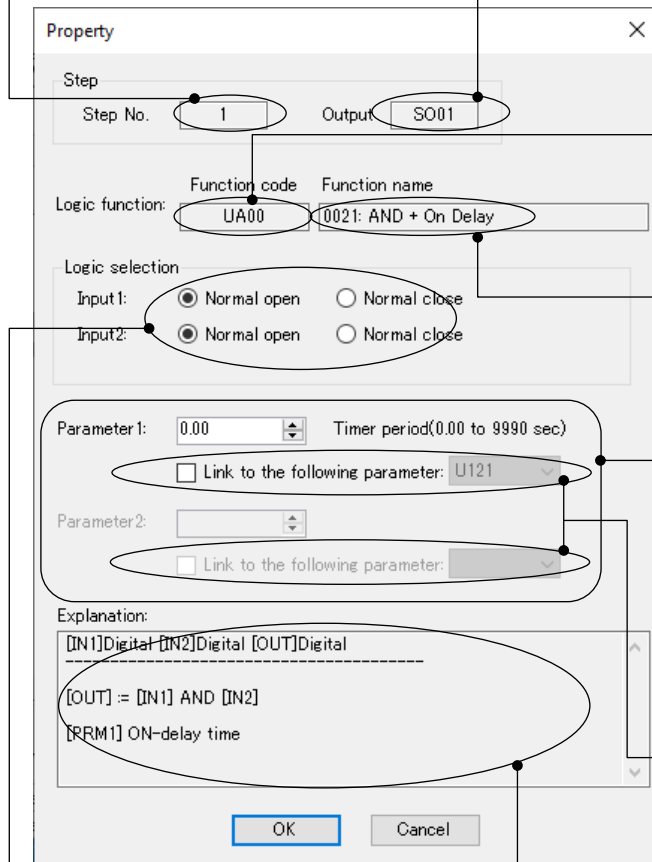 Property
Step
Step No. 1 Output SO01
Function code Function name
Logic function: UA00 0021: AND + On Delay
Logic selection
Input1: Normal open Normal close
Input2: Normal open Normal close
Parameter1: 0.00 Timer period(0.00 to 9990 sec)
Link to the following parameter: U121
Parameter2:
Link to the following parameter:
Explanation:
[IN1]Digital [IN2]Digital [OUT]Digital
----------------------------------------
[OUT] := [IN1] AND [IN2]
[PRM1] ON-delay time
OK Cancel